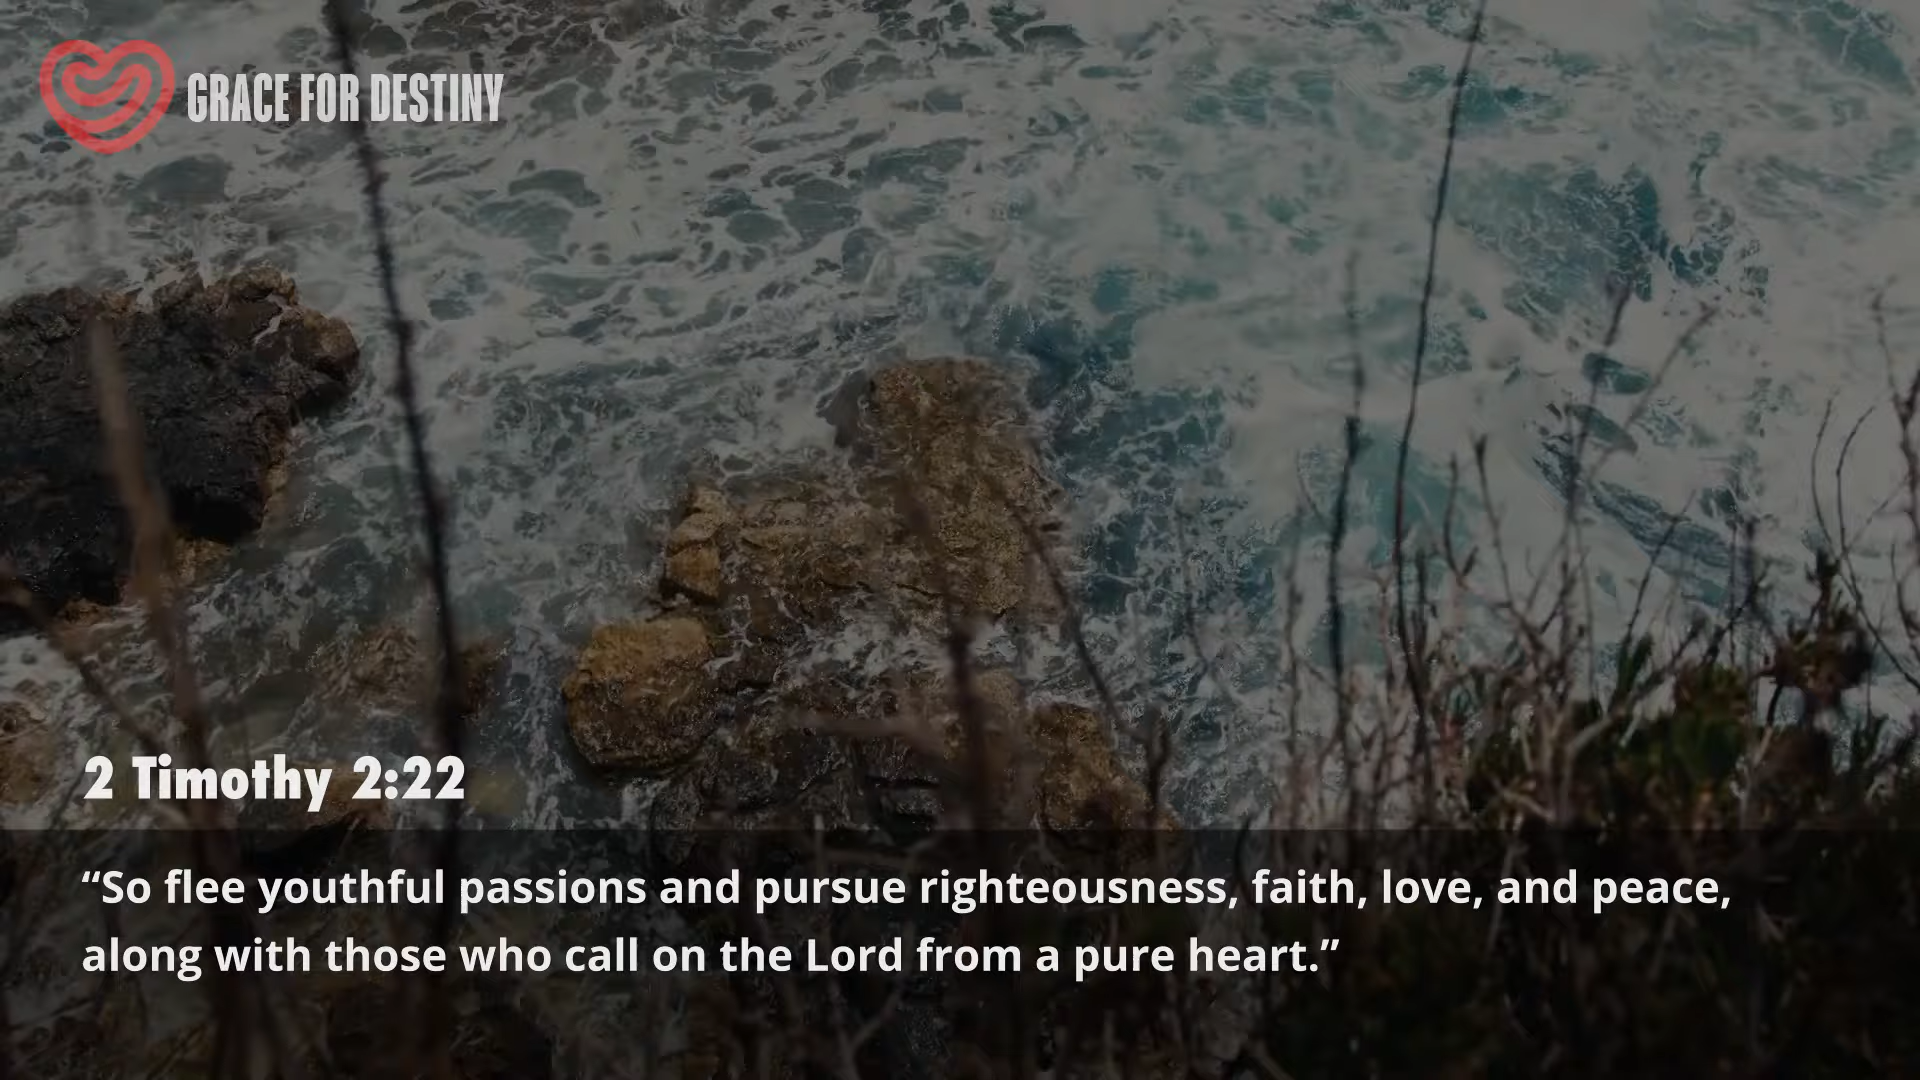 GRACE FOR DESTINY
2 Timothy 2:22
“So flee youthful passions and pursue righteousness, faith, love, and peace,
along with those who call on the Lord from a pure heart.”